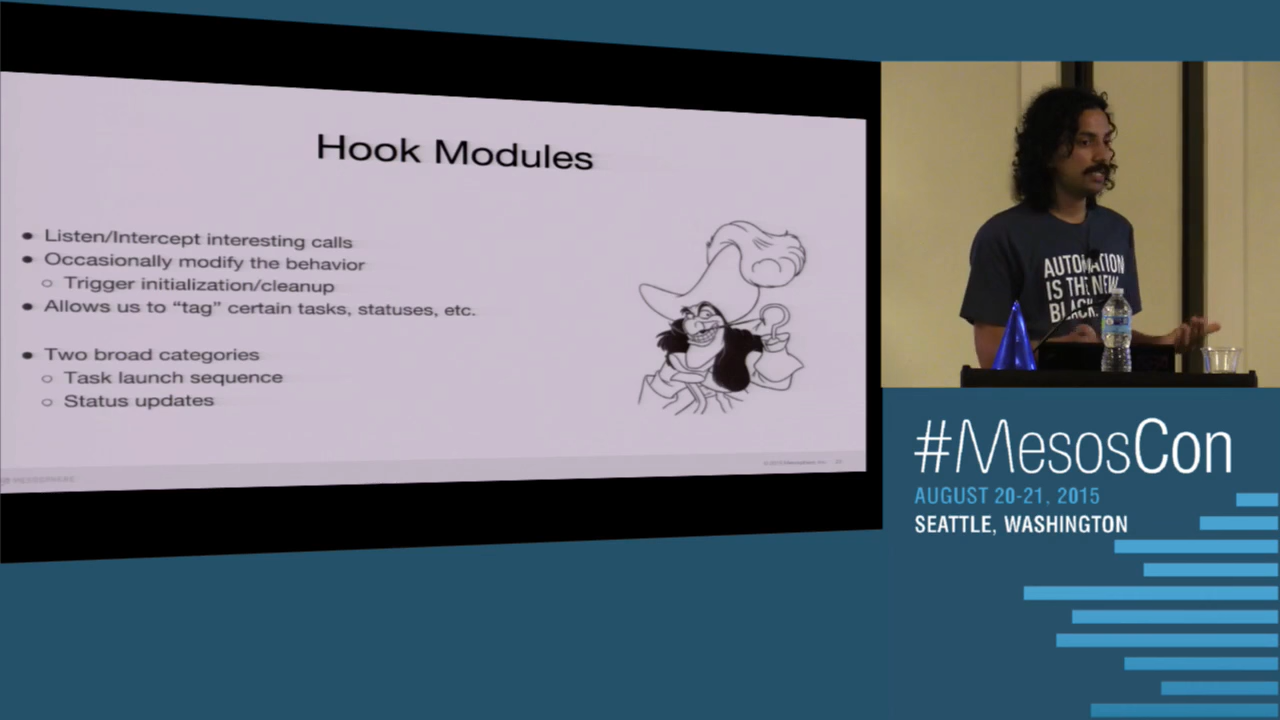 Hook Modules
Listen/Intercept interesting calls
Occasionally modify the behavior
Trigger initialization/cleanup
Allows us to “tag” certain tasks, statuses, etc.
Two broad categories
Task launch sequence
Status updates
AUTOMATION
IS THE NEW
BLACK.
#MesosCon
AUGUST 20-21, 2015
SEATTLE, WASHINGTON